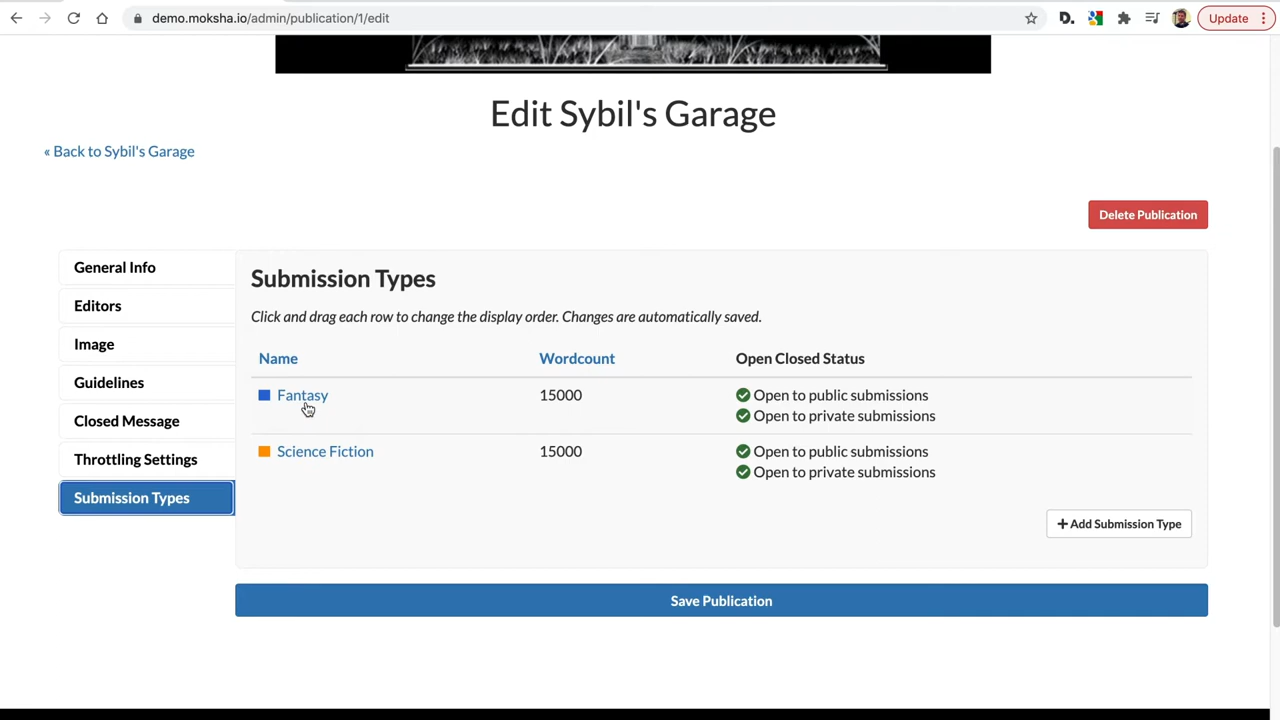 demo.moksha.io/admin/publication/1/edit
D.
Update
Edit Sybil's Garage
« Back to Sybil's Garage
Delete Publication
General Info
Editors
Image
Guidelines
Closed Message
Throttling Settings
Submission Types
Submission Types
Click and drag each row to change the display order. Changes are automatically saved.
Name Wordcount Open Closed Status
Fantasy 15000 Open to public submissions
Open to private submissions
Science Fiction 15000 Open to public submissions
Open to private submissions
+ Add Submission Type
Save Publication